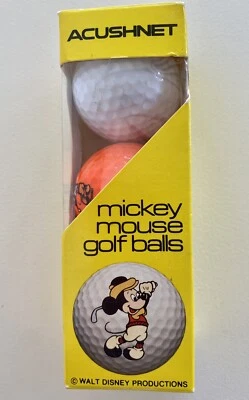 ACUSHNET
mickey
mouse
golf balls
© WALT DISNEY PRODUCTIONS